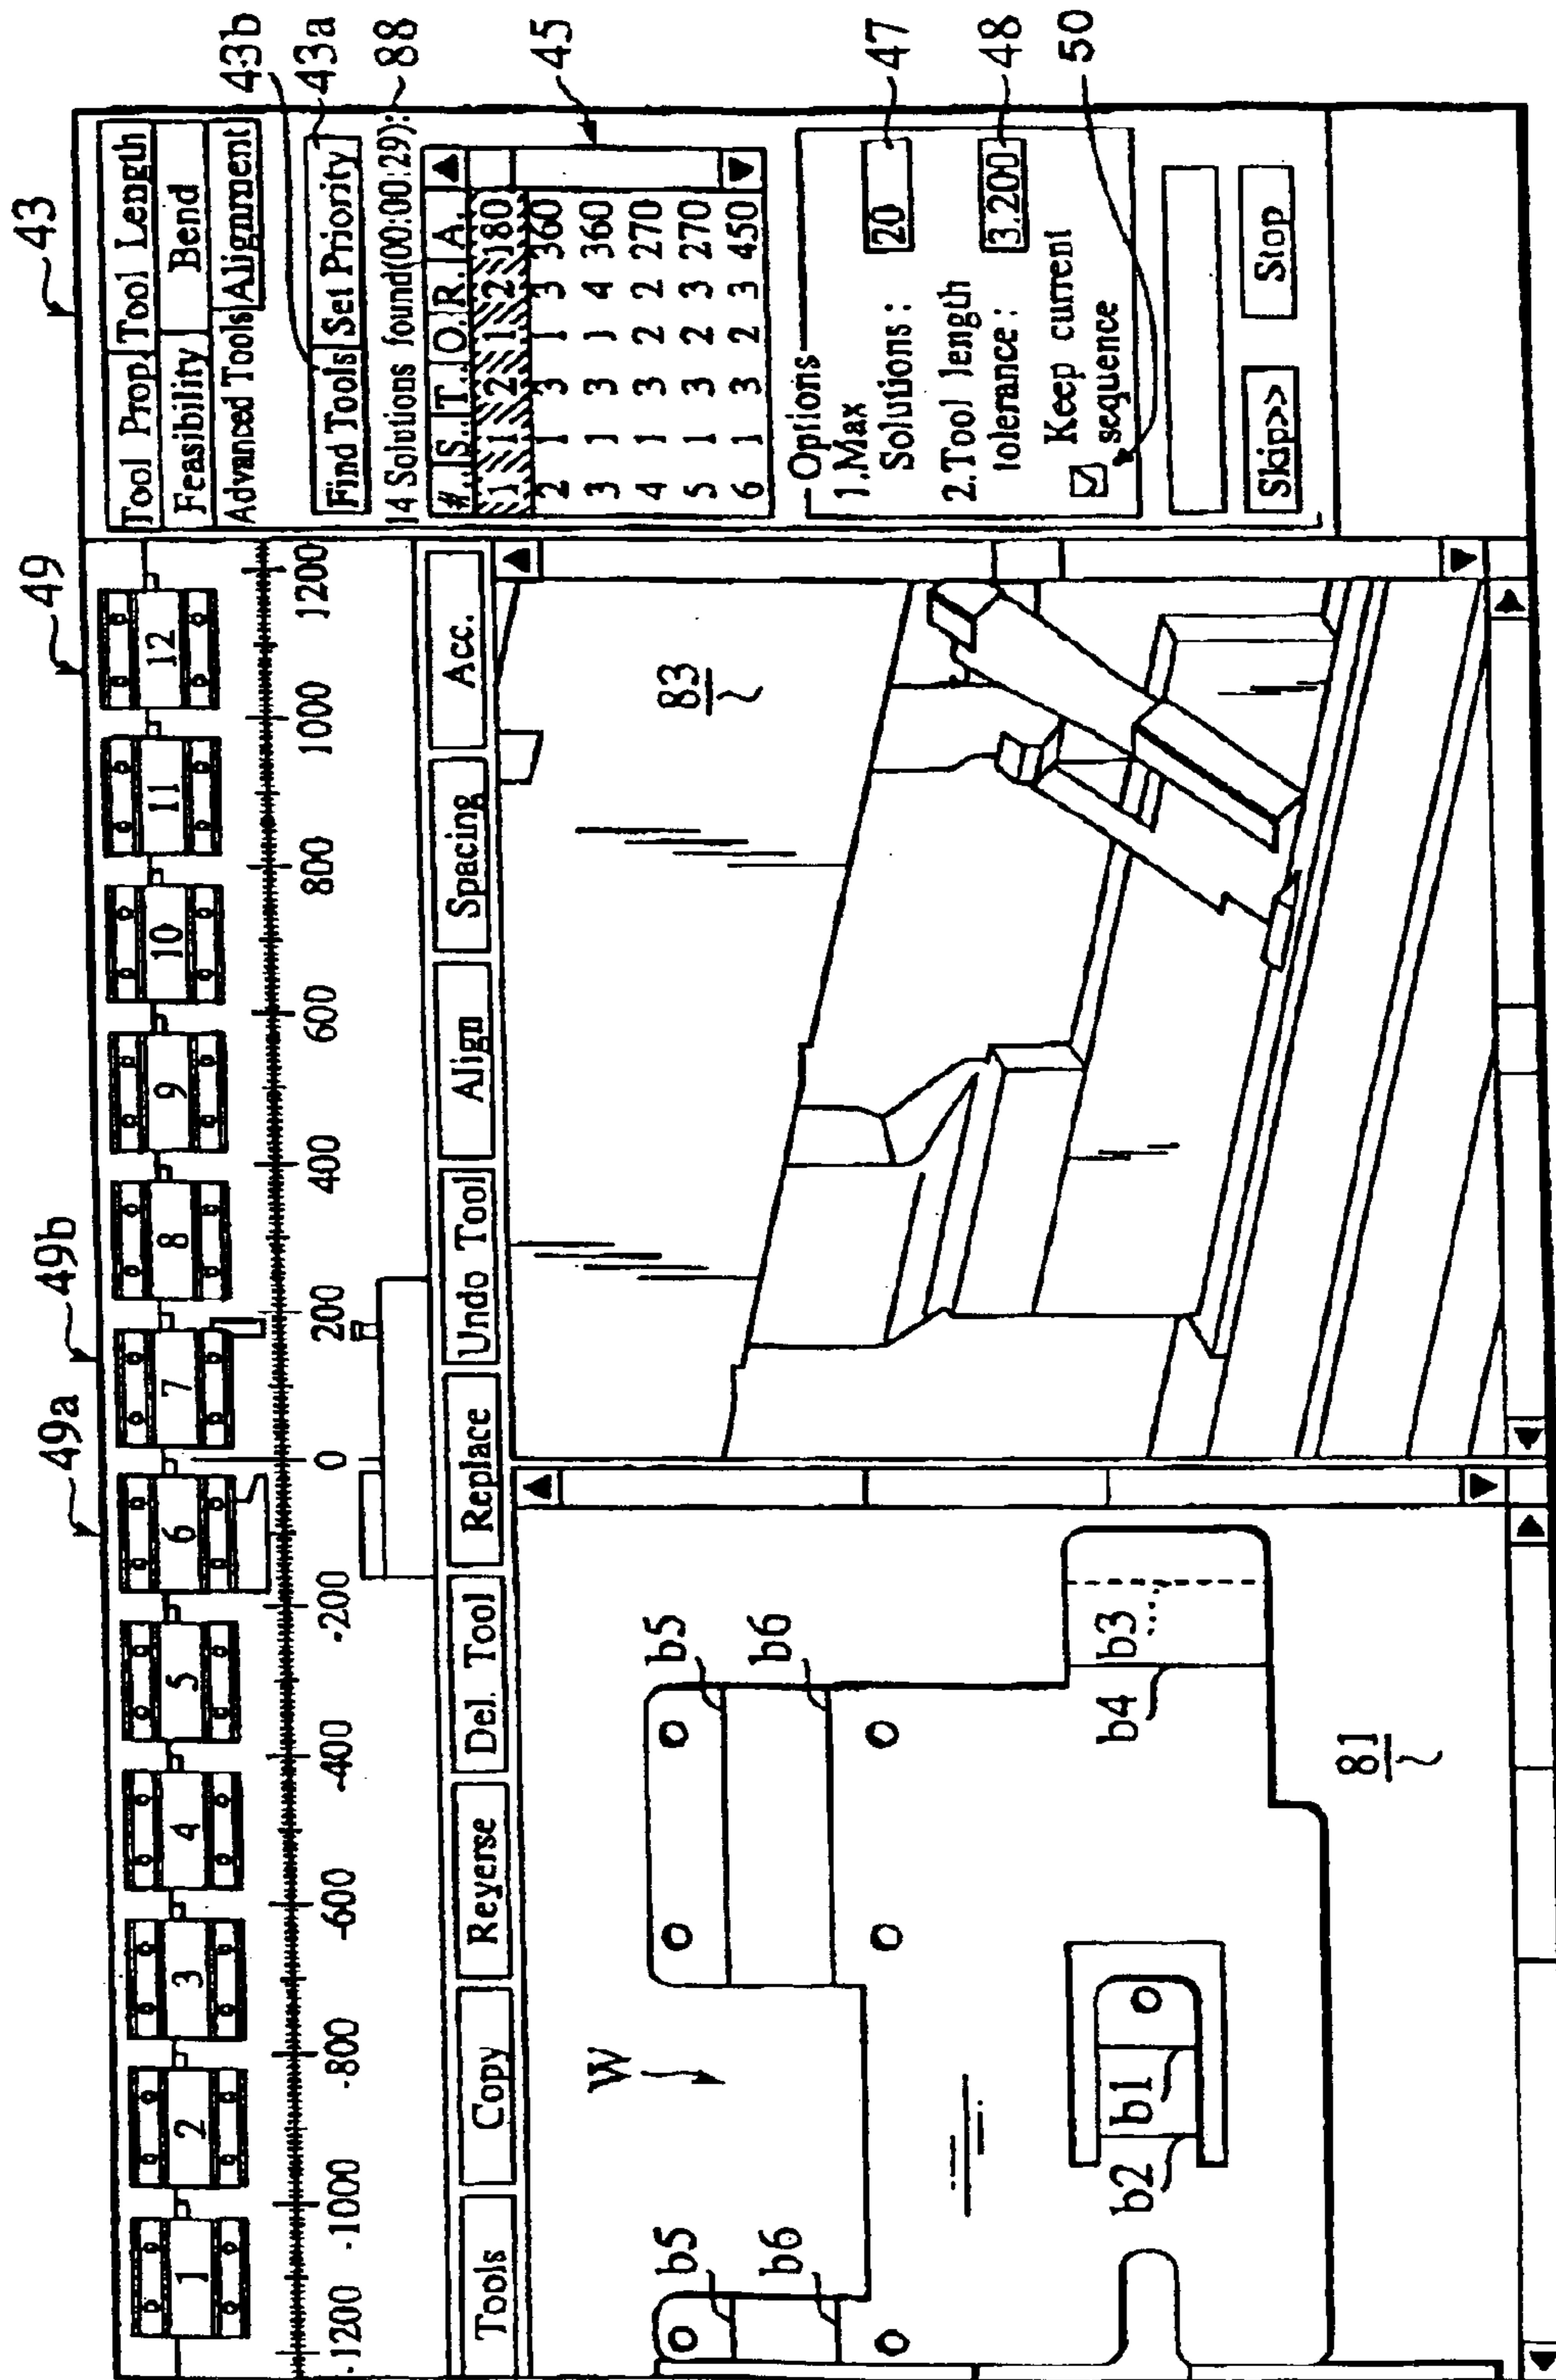 49a
49b
49
43
1 2 3 4 5 6 7 8 9 10 11 12
-1200 -1000 -800 -600 -400 -200 0 200 400 600 800 1000 1200
Tools Copy Reverse Del. Tool Replace Undo Tool Align Spacing Acc.
W
b5
b6
b5
b6
b2
b1
b4
b3
81
83
Tool Prop Tool Length
Feasibility Bend
Advanced Tools Alignment
43b
Find Tools Set Priority
43a
14 Solutions found(00:00:29):
88
#.. S.. T.. O. R. A.
1 1 2 1 2 180
2 1 3 1 3 360
3 1 3 1 4 360
4 1 3 2 2 270
5 1 3 2 3 270
6 1 3 2 3 450
45
Options
1.Max
Solutions: 20
47
2.Tool length
tolerance: 3.200
48
Keep current
sequence
50
Skip>> Stop